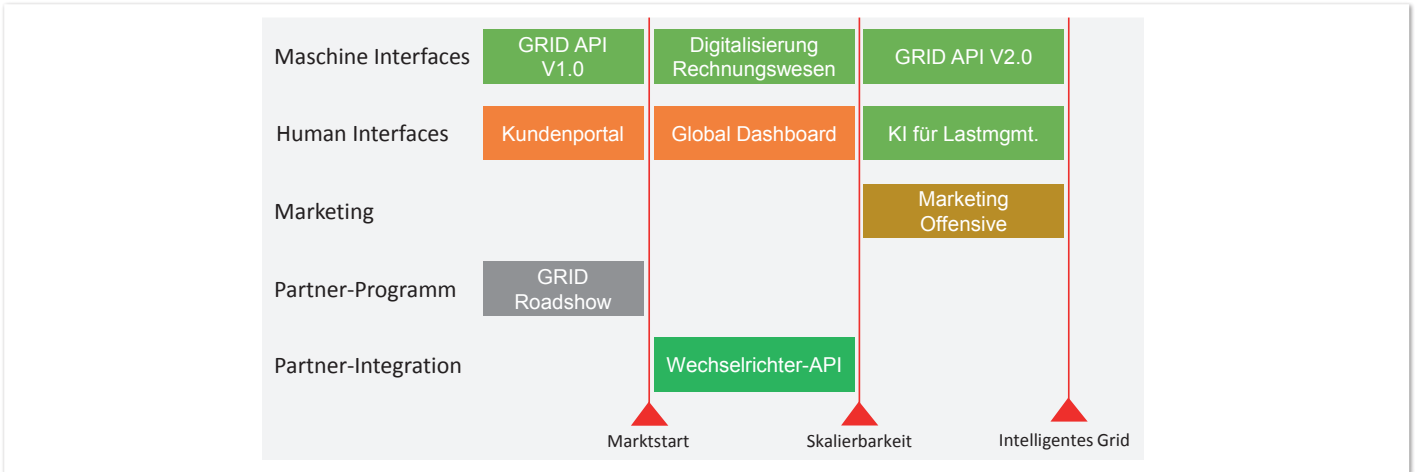 Maschine Interfaces
GRID API
V1.0
Digitalisierung
Rechnungswesen
GRID API V2.0
Human Interfaces
Kundenportal
Global Dashboard
KI für Lastmgmt.
Marketing
Marketing
Offensive
Partner-Programm
GRID
Roadshow
Partner-Integration
Wechselrichter-API
Marktstart
Skalierbarkeit
Intelligentes Grid